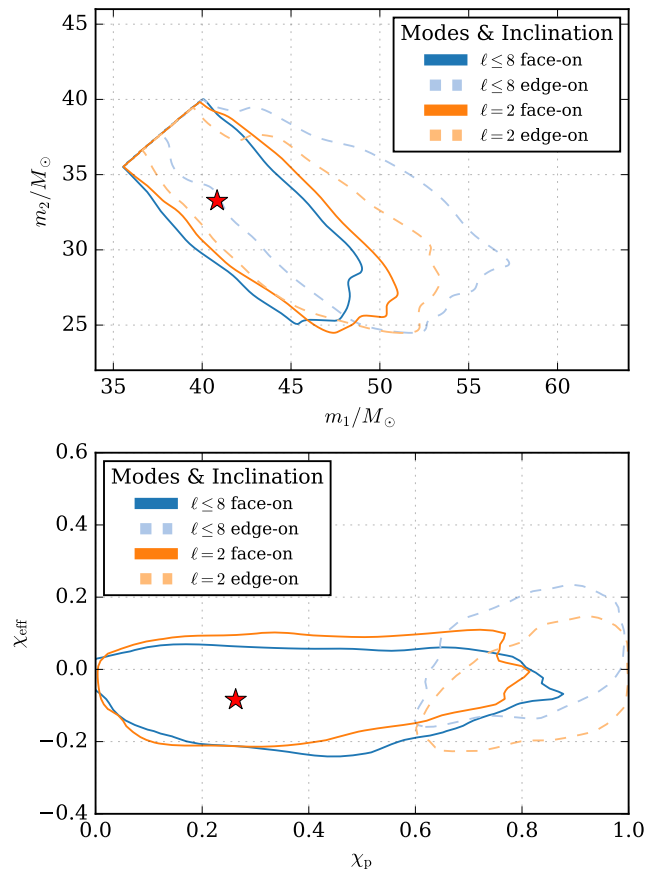 45
40
35
30
25
m₂/M⊙
Modes & Inclination
ℓ ≤ 8 face-on
ℓ ≤ 8 edge-on
ℓ = 2 face-on
ℓ = 2 edge-on
35 40 45 50 55 60
m₁/M⊙
0.6
0.4
0.2
0.0
−0.2
−0.4
χeff
Modes & Inclination
ℓ ≤ 8 face-on
ℓ ≤ 8 edge-on
ℓ = 2 face-on
ℓ = 2 edge-on
0.0 0.2 0.4 0.6 0.8 1.0
χp